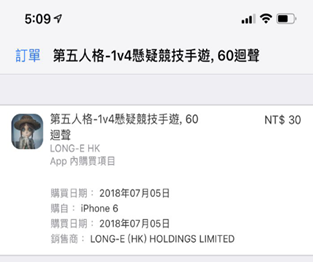 5:09
訂單 第五人格-1v4懸疑競技手遊, 60迴聲
第五人格-1v4懸疑競技手遊, 60 NT$ 30
迴聲
LONG-E HK
App 內購買項目
購買日期： 2018年07月05日
購自： iPhone 6
購買日期： 2018年07月05日
銷售商： LONG-E (HK) HOLDINGS LIMITED